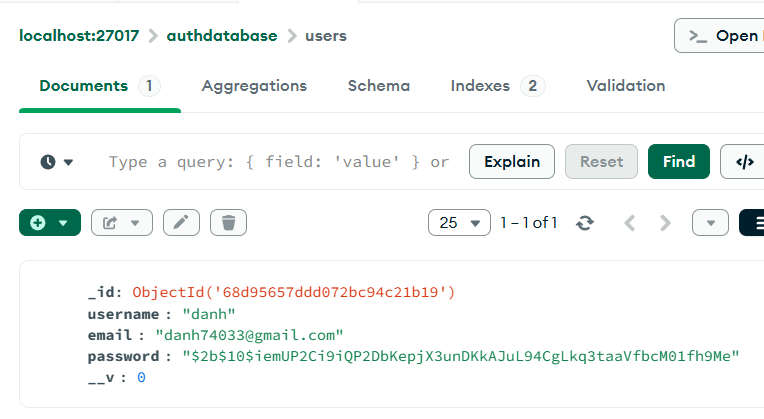 localhost:27017 > authdatabase > users
>_ Open
Documents 1 Aggregations Schema Indexes 2 Validation
Type a query: { field: 'value' } or Explain Reset Find </>
25 1 – 1 of 1
_id: ObjectId('68d95657ddd072bc94c21b19')
username : "danh"
email : "danh74033@gmail.com"
password : "$2b$10$iemUP2Ci9iQP2DbKepjX3unDKkAJuL94CgLkq3taaVfbcM01fh9Me"
__v : 0